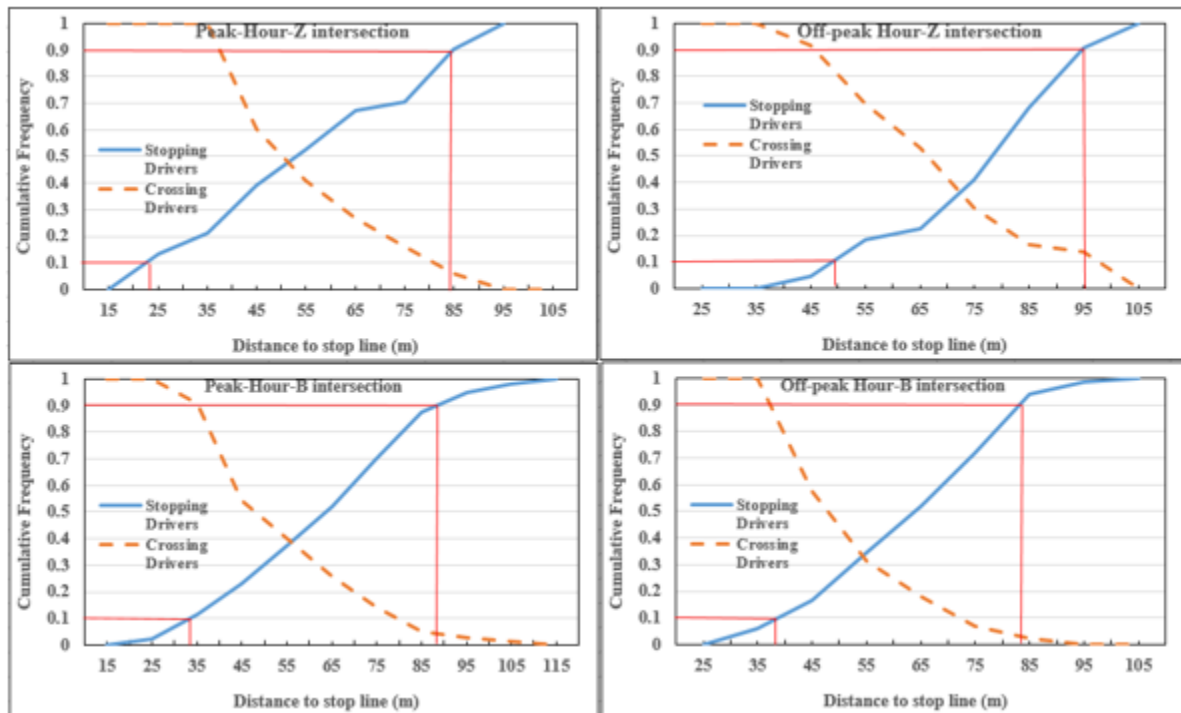 Peak-Hour-Z intersection
Cumulative Frequency
1
0.9
0.8
0.7
0.6
0.5
0.4
0.3
0.2
0.1
0
Stopping
Drivers
Crossing
Drivers
15 25 35 45 55 65 75 85 95 105
Distance to stop line (m)
Off-peak Hour-Z intersection
Cumulative Frequency
1
0.9
0.8
0.7
0.6
0.5
0.4
0.3
0.2
0.1
0
Stopping
Drivers
Crossing
Drivers
25 35 45 55 65 75 85 95 105
Distance to stop line (m)
Peak-Hour-B intersection
Cumulative Frequency
1
0.9
0.8
0.7
0.6
0.5
0.4
0.3
0.2
0.1
0
Stopping
Drivers
Crossing
Drivers
15 25 35 45 55 65 75 85 95 105 115
Distance to stop line (m)
Off-peak Hour-B intersection
Cumulative Frequency
1
0.9
0.8
0.7
0.6
0.5
0.4
0.3
0.2
0.1
0
Stopping
Drivers
Crossing
Drivers
25 35 45 55 65 75 85 95 105
Distance to stop line (m)